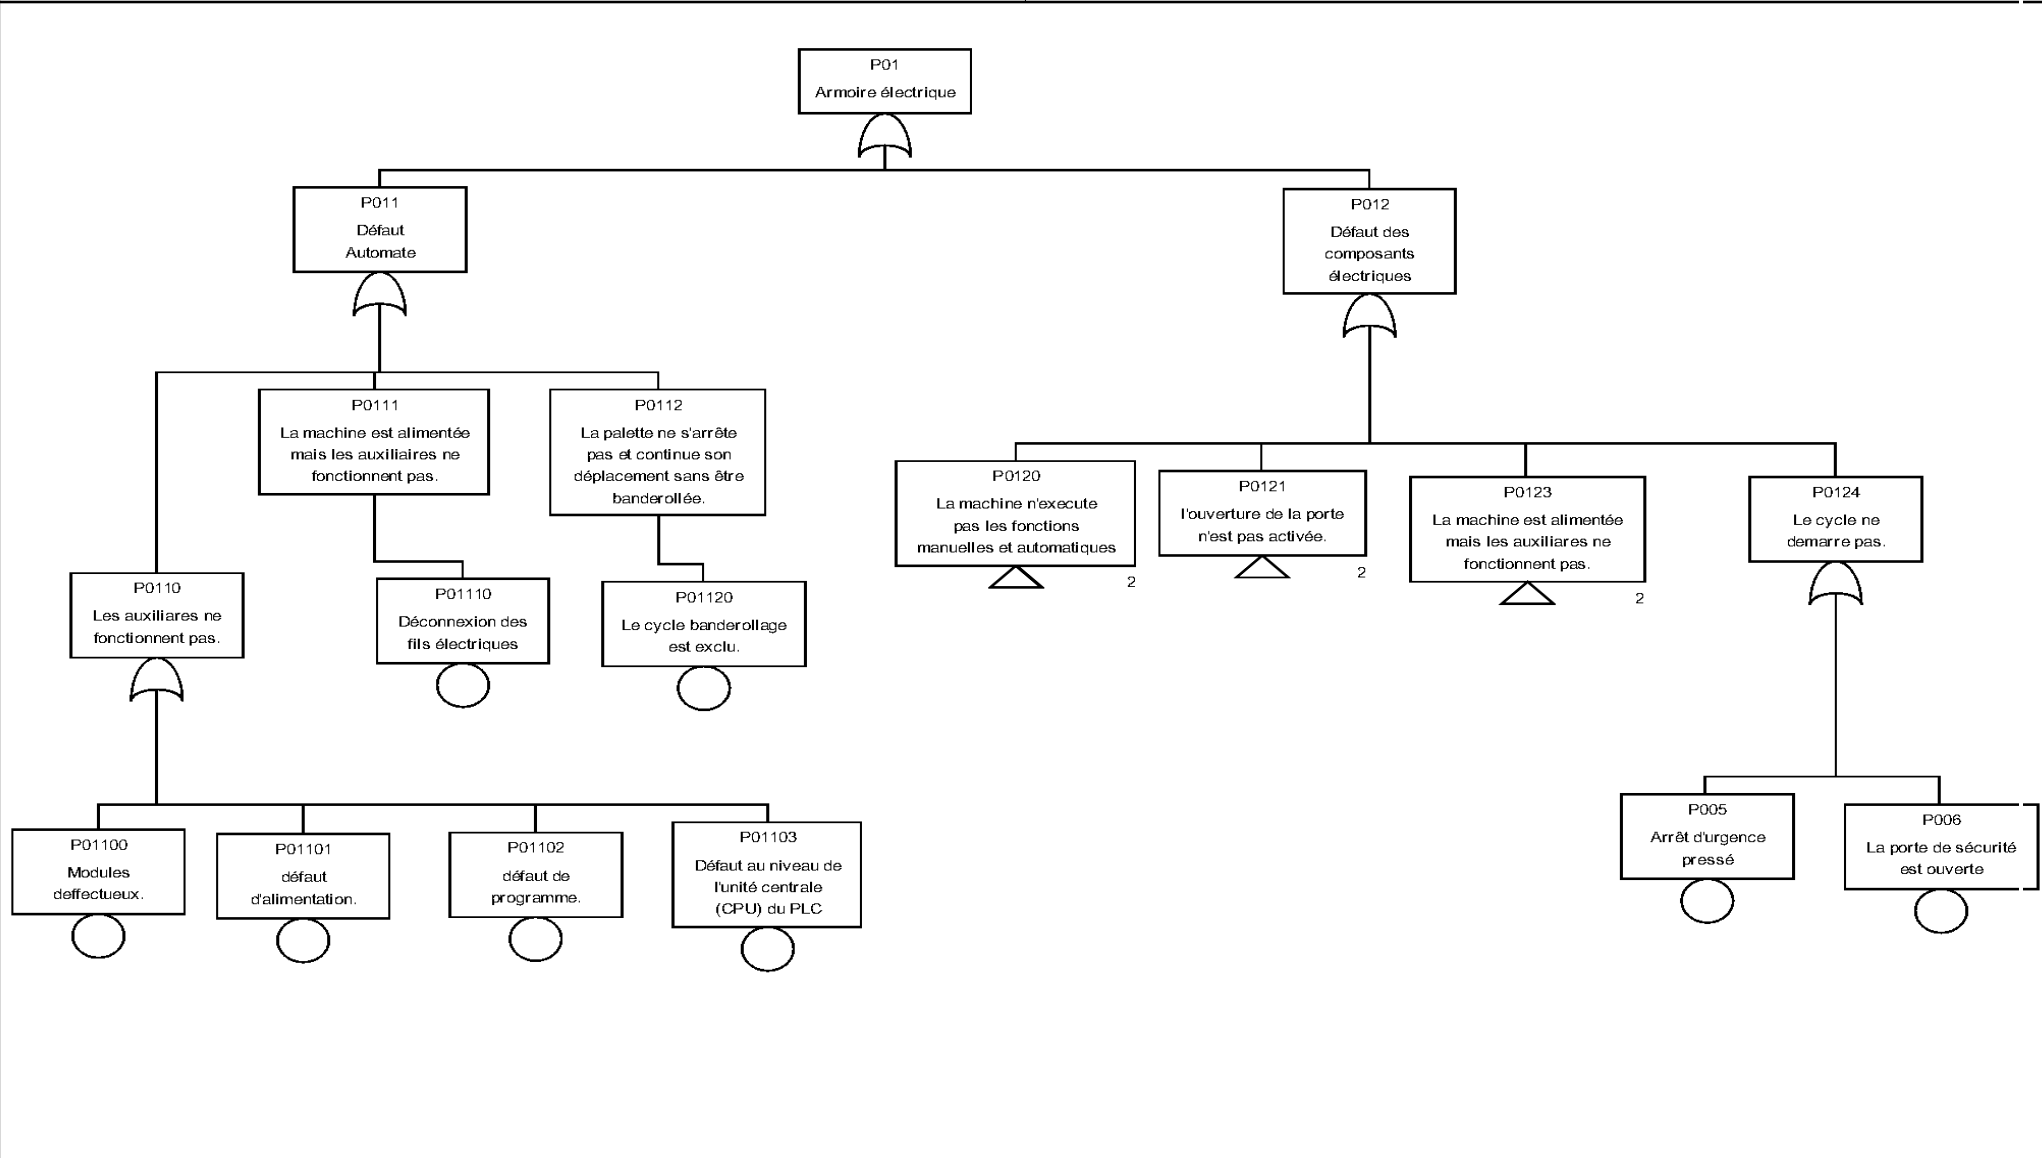 P01
Armoire électrique
P011
Défaut
Automate
P012
Défaut des
composants
électriques
P0111
La machine est alimentée
mais les auxiliaires ne
fonctionnent pas.
P0112
La palette ne s'arrête
pas et continue son
déplacement sans être
banderollée.
P0120
La machine n'execute
pas les fonctions
manuelles et automatiques
2
P0121
l'ouverture de la porte
n'est pas activée.
2
P0123
La machine est alimentée
mais les auxiliares ne
fonctionnent pas.
2
P0124
Le cycle ne
demarre pas.
P0110
Les auxiliares ne
fonctionnent pas.
P01110
Déconnexion des
fils électriques
P01120
Le cycle banderollage
est exclu.
P01100
Modules
deffectueux.
P01101
défaut
d'alimentation.
P01102
défaut de
programme.
P01103
Défaut au niveau de
l'unité centrale
(CPU) du PLC
P005
Arrêt d'urgence
pressé
P006
La porte de sécurité
est ouverte